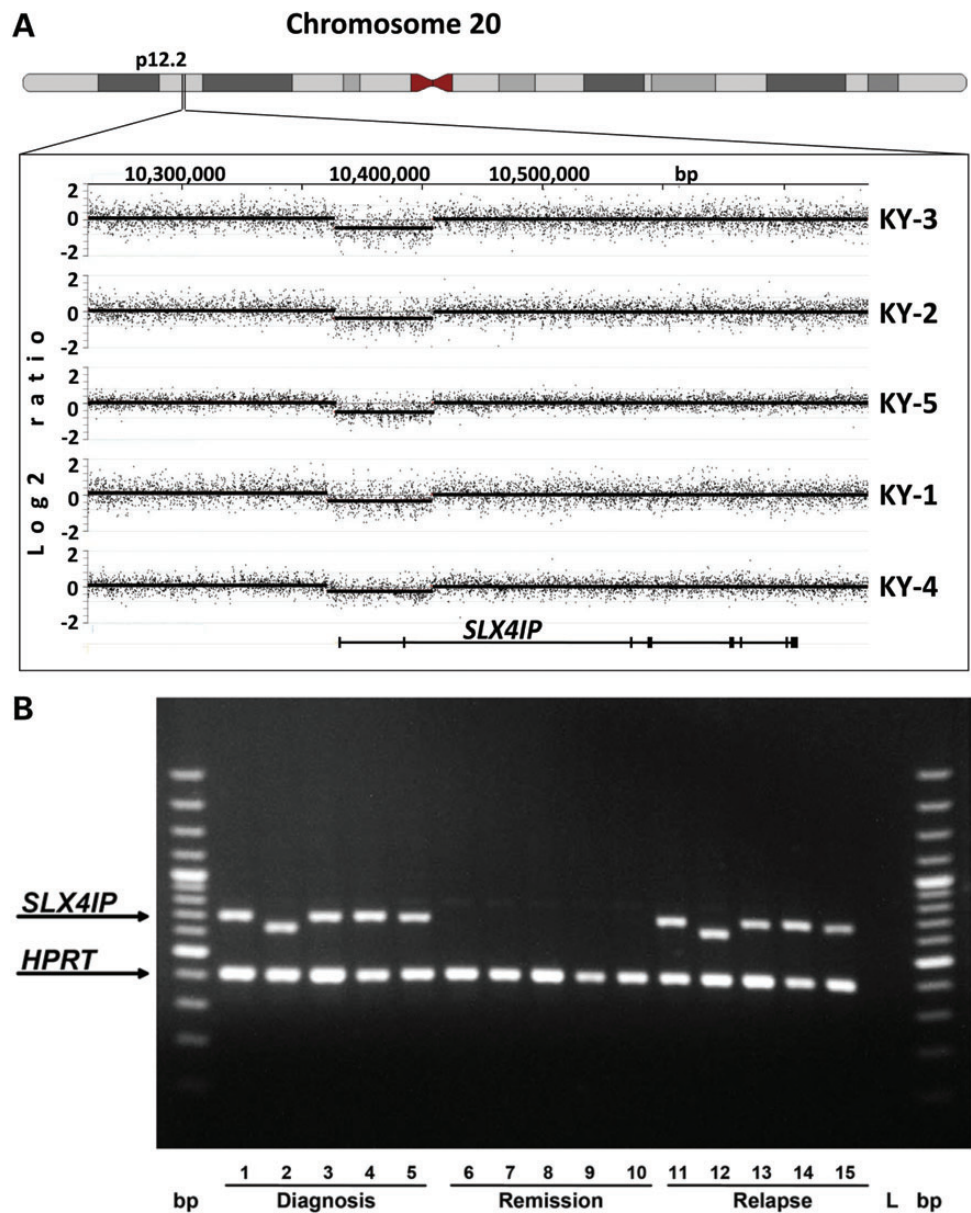 A
Chromosome 20
p12.2
10,300,000 10,400,000 10,500,000 bp
2
0
-2
KY-3
2
0
-2
KY-2
2
0
-2
KY-5
2
0
-2
KY-1
2
0
-2
KY-4
Log2 ratio
SLX4IP
B
SLX4IP
HPRT
1 2 3 4 5 6 7 8 9 10 11 12 13 14 15
bp Diagnosis Remission Relapse L bp